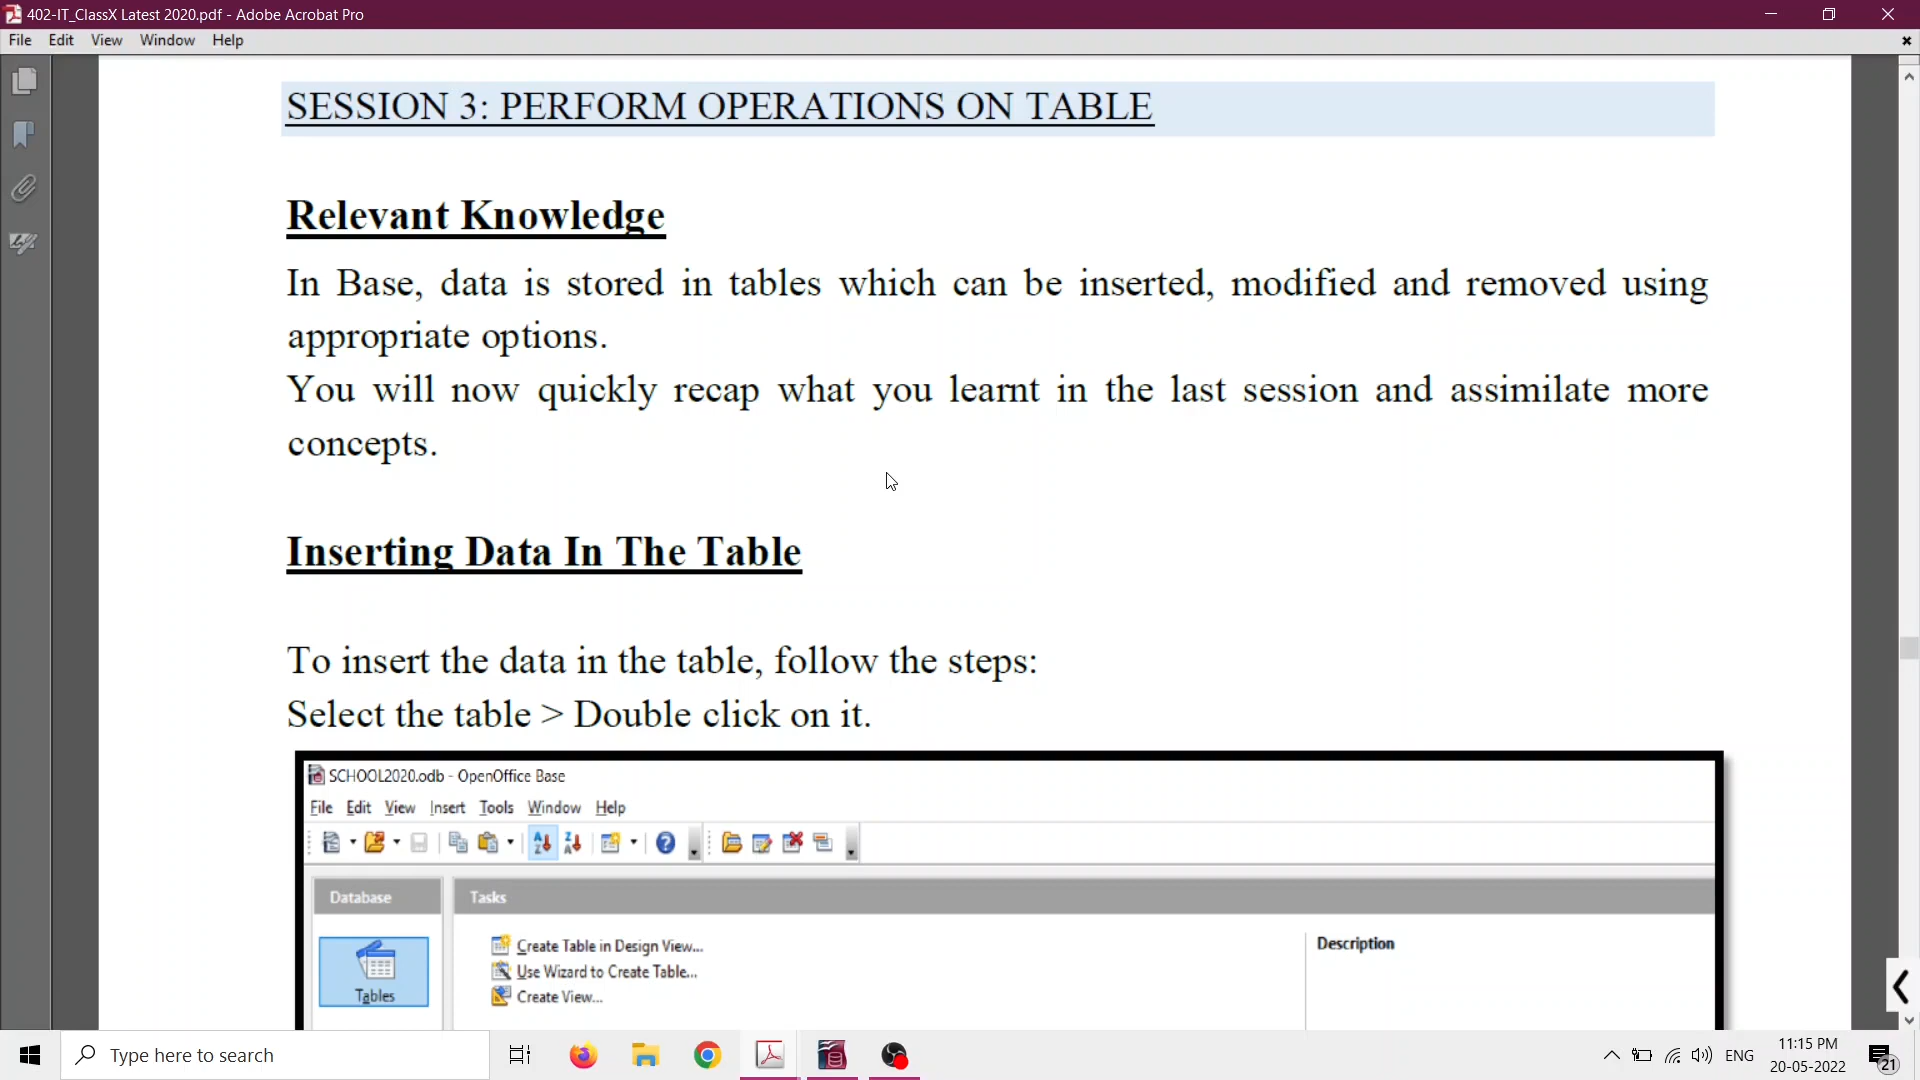 402-IT_ClassX Latest 2020.pdf - Adobe Acrobat Pro
File Edit View Window Help
SESSION 3: PERFORM OPERATIONS ON TABLE
Relevant Knowledge
In Base, data is stored in tables which can be inserted, modified and removed using
appropriate options.
You will now quickly recap what you learnt in the last session and assimilate more
concepts.
Inserting Data In The Table
To insert the data in the table, follow the steps:
Select the table > Double click on it.
SCHOOL2020.odb - OpenOffice Base
File Edit View Insert Tools Window Help
Database Tasks
Create Table in Design View...
Description
Use Wizard to Create Table...
Create View...
Tables
Type here to search
ENG
11:15 PM
20-05-2022
21